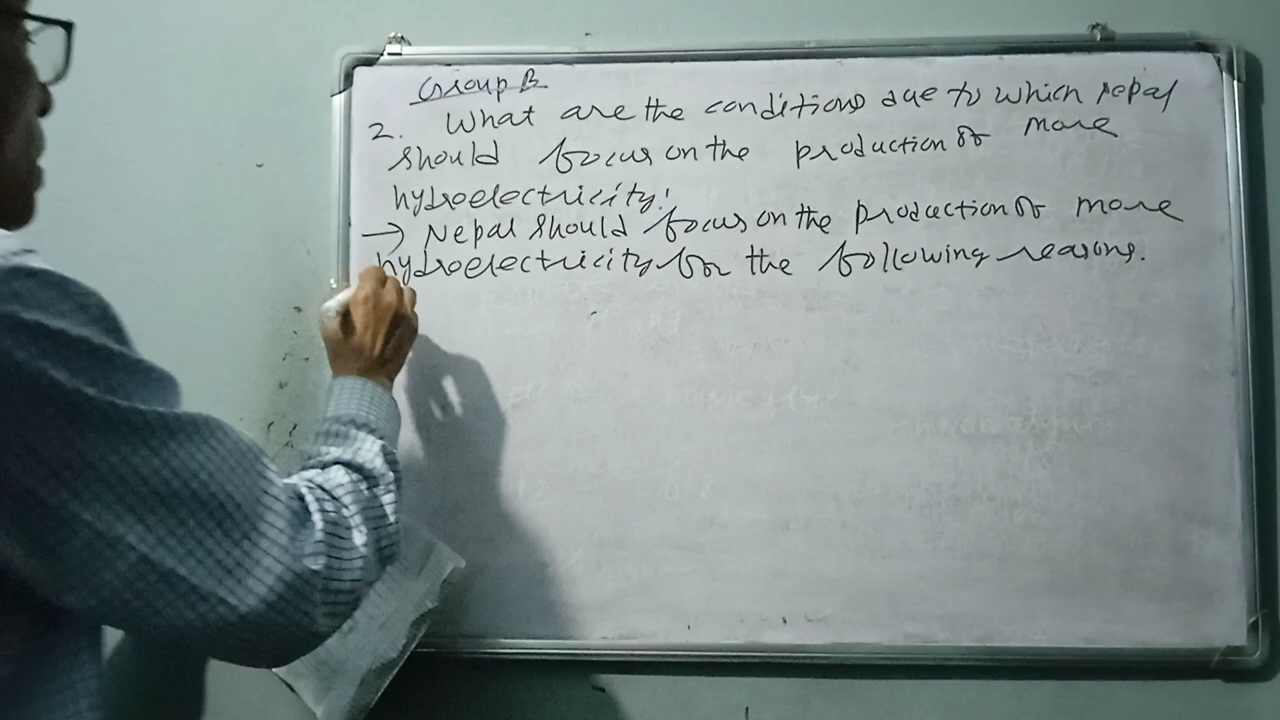 Group B
2. What are the conditions due to which Nepal
should focus on the production of more
hydroelectricity!
→ Nepal should focus on the production of more
hydroelectricity for the following reasons.